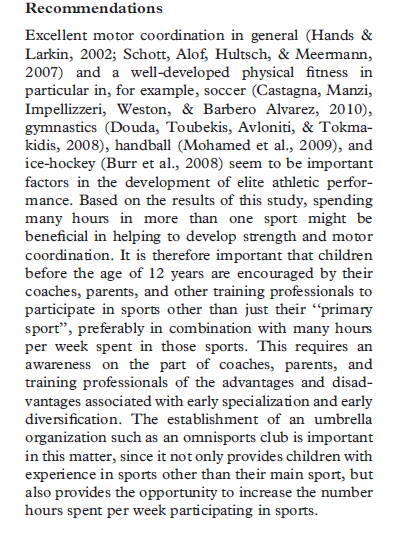 Recommendations
Excellent motor coordination in general (Hands &
Larkin, 2002; Schott, Alof, Hultsch, & Meermann,
2007) and a well-developed physical fitness in
particular in, for example, soccer (Castagna, Manzi,
Impellizzeri, Weston, & Barbero Alvarez, 2010),
gymnastics (Douda, Toubekis, Avloniti, & Tokma-
kidis, 2008), handball (Mohamed et al., 2009), and
ice-hockey (Burr et al., 2008) seem to be important
factors in the development of elite athletic perfor-
mance. Based on the results of this study, spending
many hours in more than one sport might be
beneficial in helping to develop strength and motor
coordination. It is therefore important that children
before the age of 12 years are encouraged by their
coaches, parents, and other training professionals to
participate in sports other than just their ‘‘primary
sport’’, preferably in combination with many hours
per week spent in those sports. This requires an
awareness on the part of coaches, parents, and
training professionals of the advantages and disad-
vantages associated with early specialization and early
diversification. The establishment of an umbrella
organization such as an omnisports club is important
in this matter, since it not only provides children with
experience in sports other than their main sport, but
also provides the opportunity to increase the number
hours spent per week participating in sports.